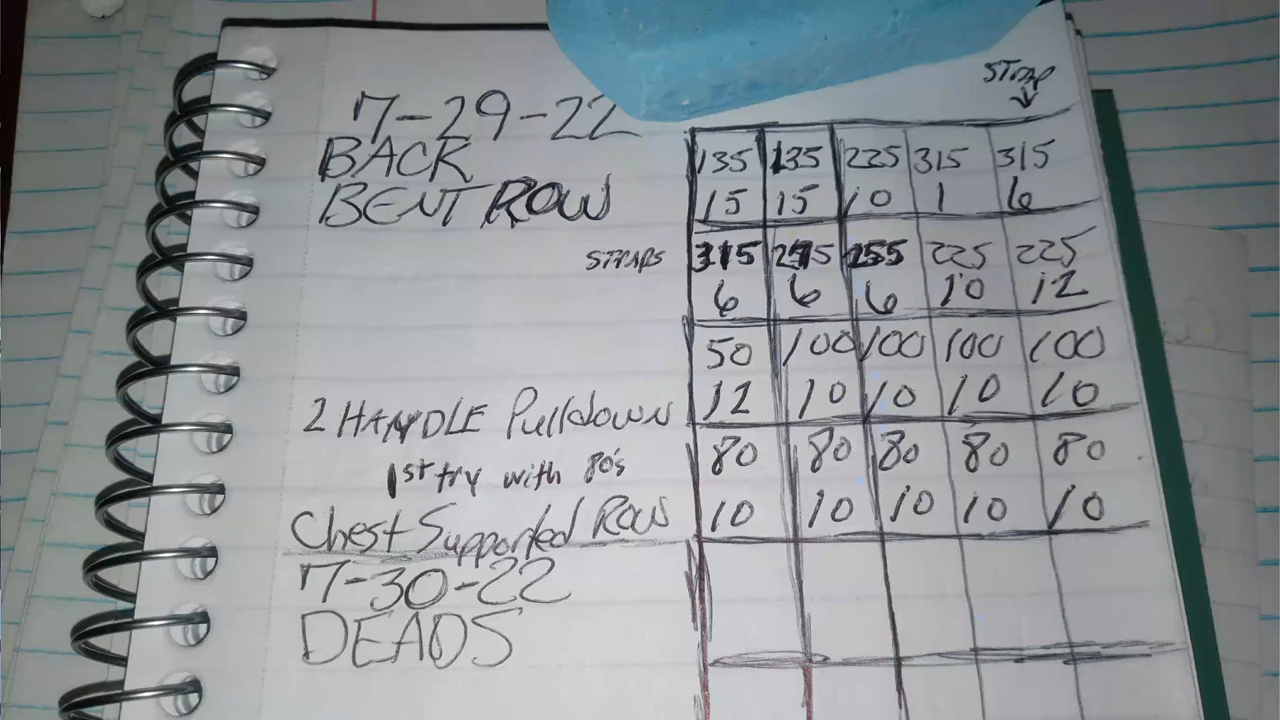 STRAP
7-29-22
BACK 135 135 225 315 315
BENT ROW 15 15 10 1 6
STRAPS 315 275 255 225 225
6 6 6 10 12
50 100 100 100 100
2 HANDLE Pulldown 12 10 10 10 10
80 80 80 80 80
1st try with 80's
Chest Supported Row 10 10 10 10 10
7-30-22
DEADS